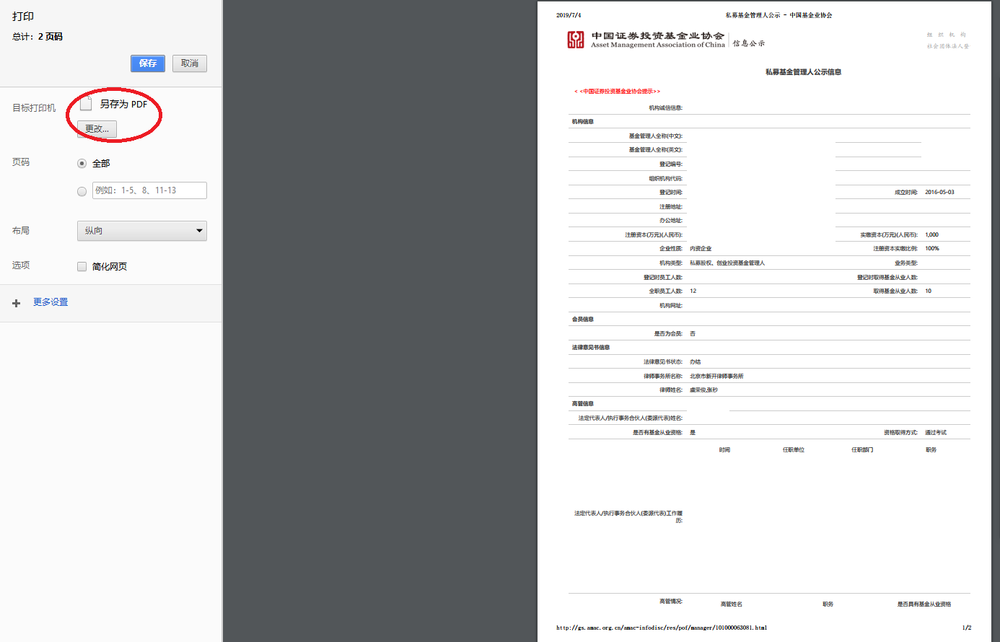 打印
总计：2 页码
保存 取消
目标打印机 另存为 PDF
更改...
页码 全部
例如：1-5、8、11-13
布局 纵向
选项 简化网页
更多设置
2019/7/4 私募基金管理人公示 - 中国基金业协会
中国证券投资基金业协会
Asset Management Association of China 信息公示
组 织 机 构
社会团体法人登
私募基金管理人公示信息
< <中国证券投资基金业协会提示>>
机构诚信信息:
机构信息
基金管理人全称(中文):
基金管理人全称(英文):
登记编号:
组织机构代码:
登记时间: 成立时间: 2016-05-03
注册地址:
办公地址:
注册资本(万元)(人民币): 实缴资本(万元)(人民币): 1,000
企业性质: 内资企业 注册资本实缴比例: 100%
机构类型: 私募股权、创业投资基金管理人 业务类型:
登记时员工人数: 登记时取得基金从业人数:
全职员工人数: 12 取得基金从业人数: 10
机构网址:
会员信息
是否为会员: 否
法律意见书信息
法律意见书状态: 办结
律师事务所名称: 北京市新开律师事务所
律师姓名: 虞荣俊,张秒
高管信息
法定代表人/执行事务合伙人(委派代表)姓名:
是否有基金从业资格: 是 资格取得方式: 通过考试
时间 任职单位 任职部门 职务
法定代表人/执行事务合伙人(委派代表)工作履
历:
高管情况: 高管姓名 职务 是否具有基金从业资格
http://gs.amac.org.cn/amac-infodisc/res/pof/manager/101000063081.html 1/2